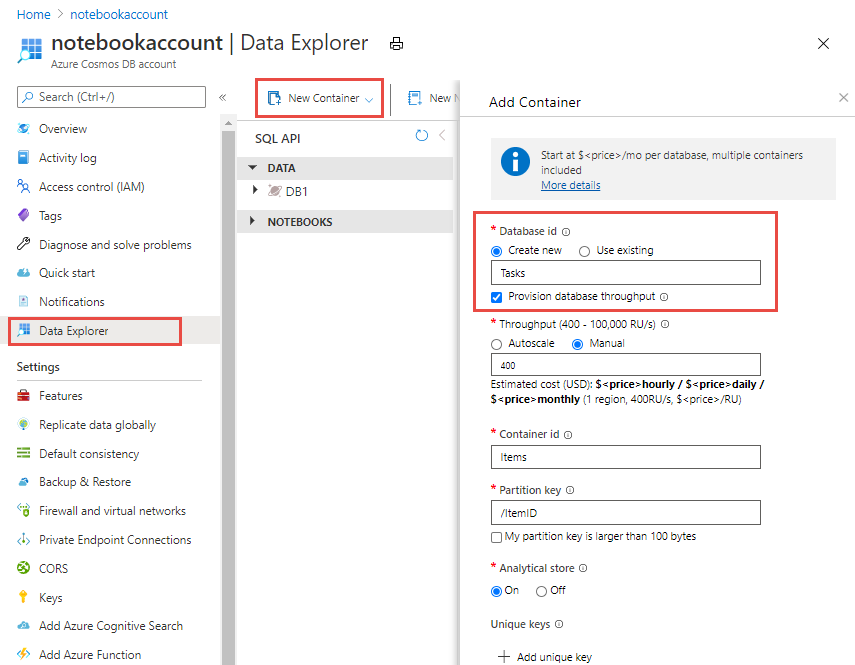 Home > notebookaccount
notebookaccount | Data Explorer
Azure Cosmos DB account
Search (Ctrl+/)
«
Overview
Activity log
Access control (IAM)
Tags
Diagnose and solve problems
Quick start
Notifications
Data Explorer
Settings
Features
Replicate data globally
Default consistency
Backup & Restore
Firewall and virtual networks
Private Endpoint Connections
CORS
Keys
Add Azure Cognitive Search
Add Azure Function
New Container
New N
SQL API
DATA
DB1
NOTEBOOKS
Add Container
Start at $<price>/mo per database, multiple containers
included
More details
* Database id
Create new Use existing
Tasks
Provision database throughput
* Throughput (400 - 100,000 RU/s)
Autoscale Manual
400
Estimated cost (USD): $<price>hourly / $<price>daily /
$<price>monthly (1 region, 400RU/s, $<price>/RU)
* Container id
Items
* Partition key
/ItemID
My partition key is larger than 100 bytes
* Analytical store
On Off
Unique keys
+ Add unique key